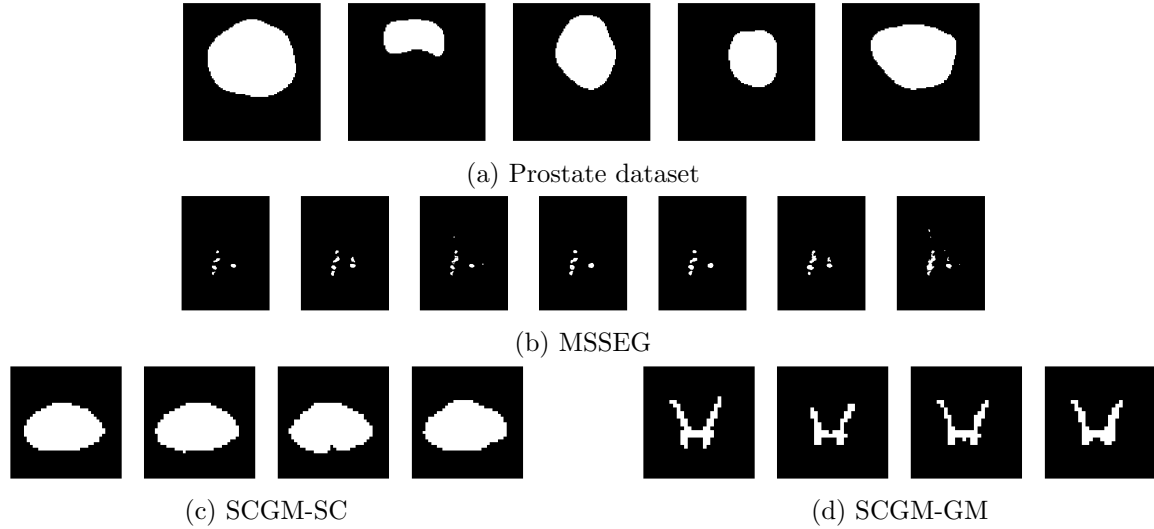 (a) Prostate dataset
(b) MSSEG
(c) SCGM-SC
(d) SCGM-GM